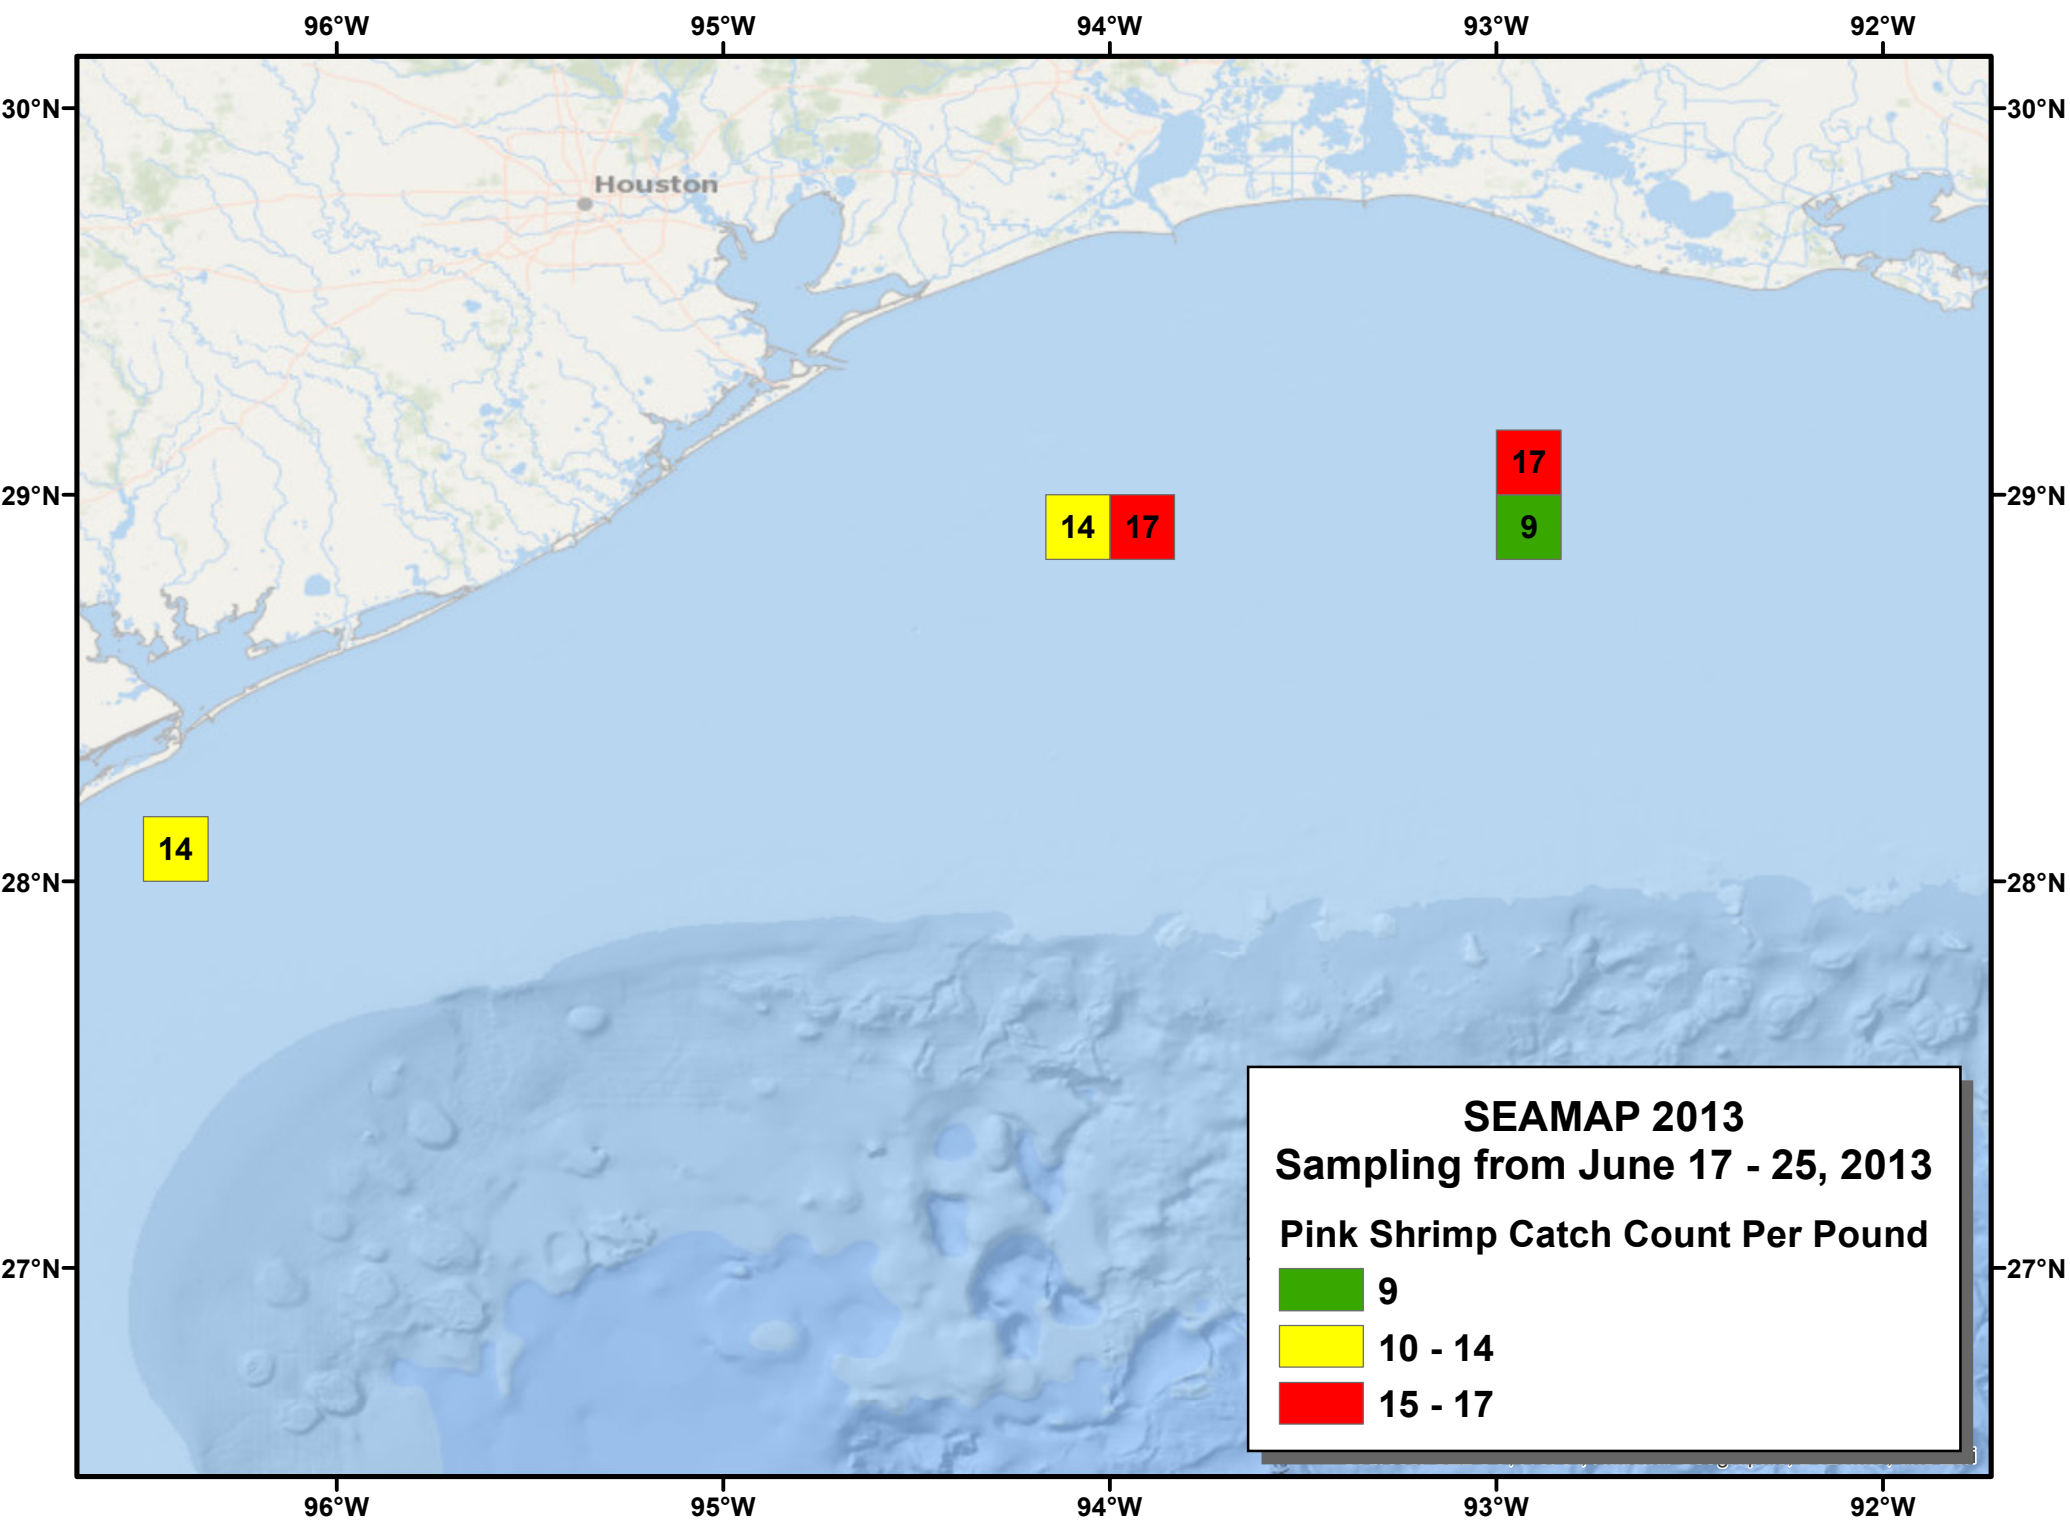 96°W 95°W 94°W 93°W 92°W
30°N 30°N
Houston
17
29°N 29°N
14 17 9
14
28°N 28°N
SEAMAP 2013
Sampling from June 17 - 25, 2013
Pink Shrimp Catch Count Per Pound
27°N 27°N
9
10 - 14
15 - 17
96°W 95°W 94°W 93°W 92°W